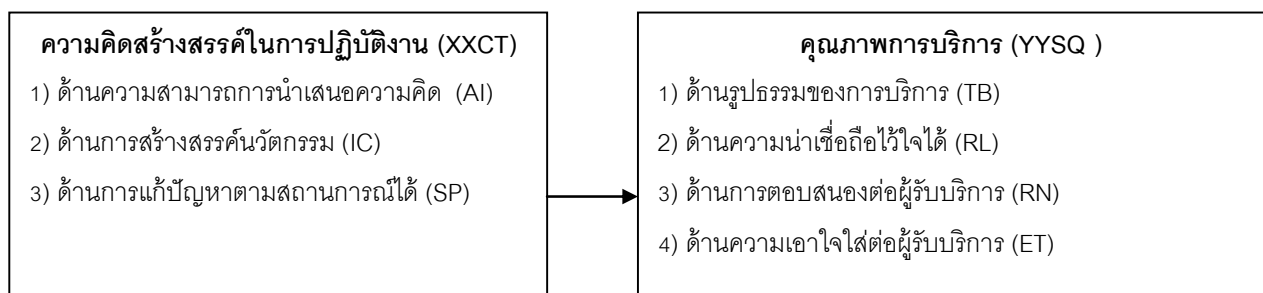 ความคิดสร้างสรรค์ในการปฏิบัติงาน (XXCT)
1) ด้านความสามารถการนำเสนอความคิด (AI)
2) ด้านการสร้างสรรค์นวัตกรรม (IC)
3) ด้านการแก้ปัญหาตามสถานการณ์ได้ (SP)
คุณภาพการบริการ (YYSQ )
1) ด้านรูปธรรมของการบริการ (TB)
2) ด้านความน่าเชื่อถือไว้ใจได้ (RL)
3) ด้านการตอบสนองต่อผู้รับบริการ (RN)
4) ด้านความเอาใจใส่ต่อผู้รับบริการ (ET)